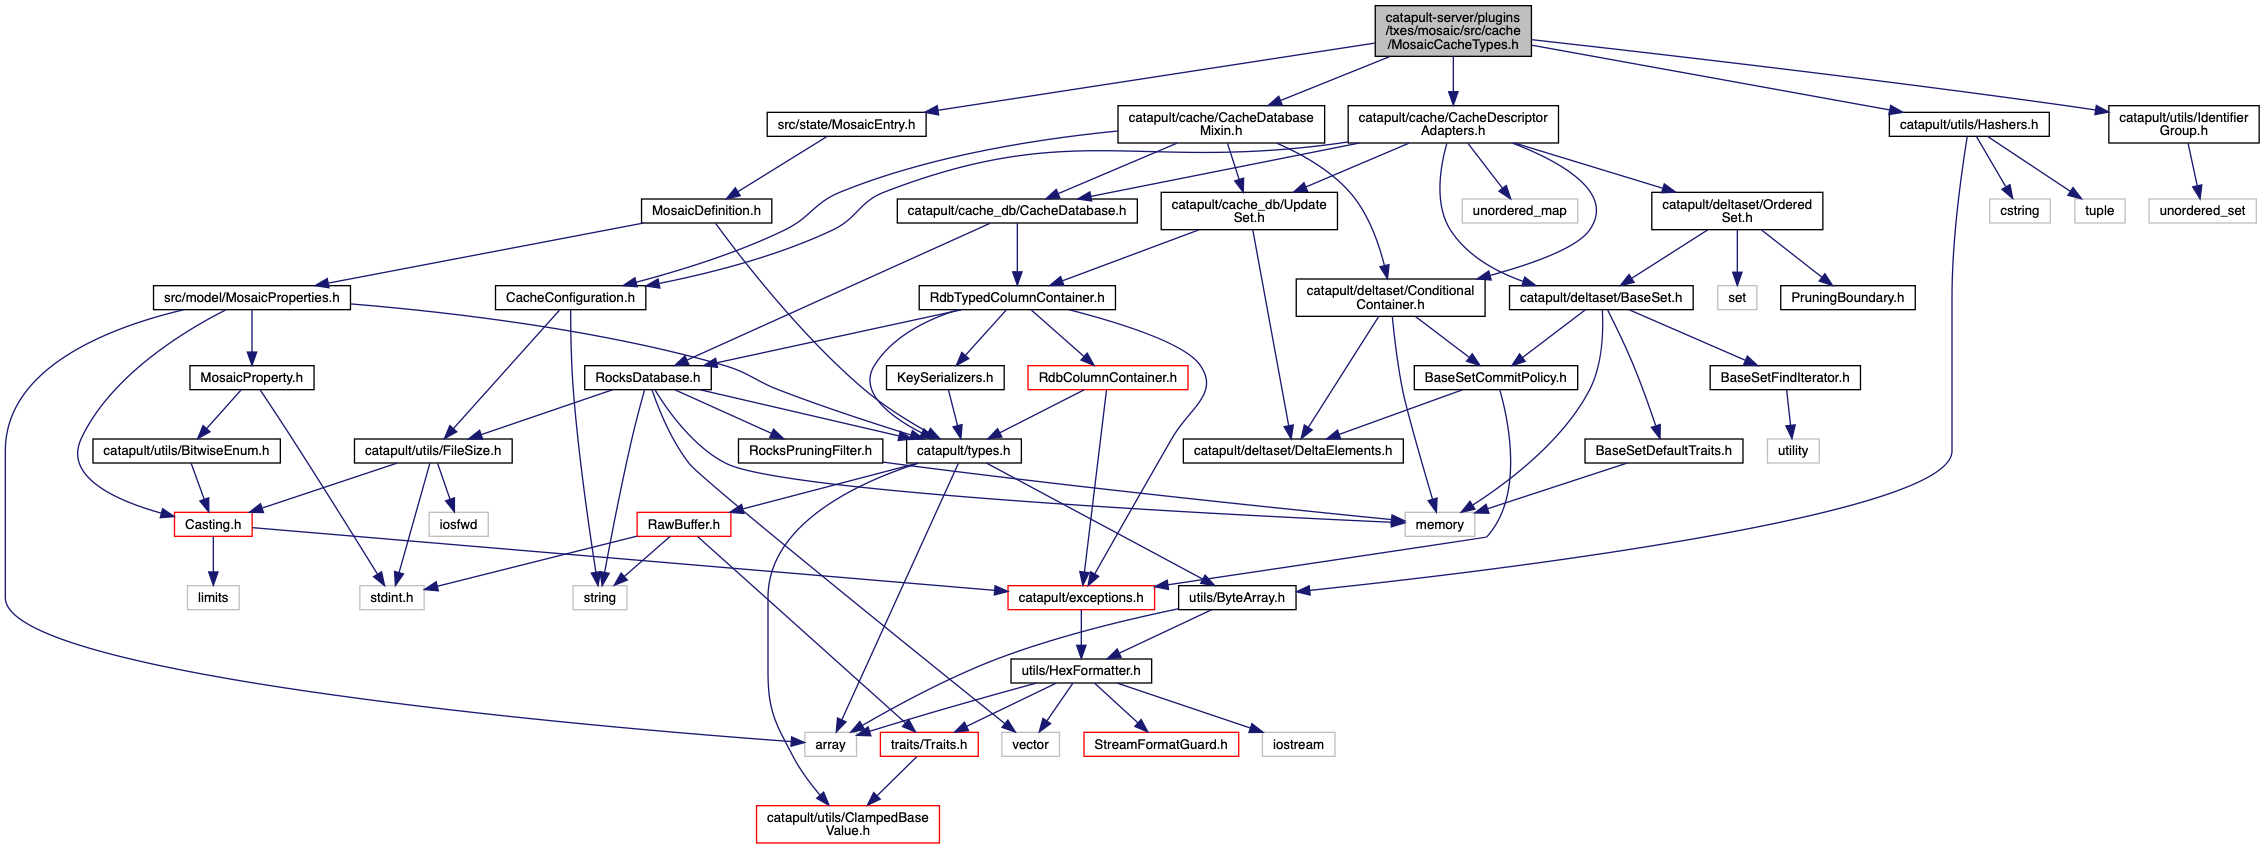 catapult-server/plugins
/txes/mosaic/src/cache
/MosaicCacheTypes.h
src/state/MosaicEntry.h
catapult/cache/CacheDatabase
Mixin.h
catapult/cache/CacheDescriptor
Adapters.h
catapult/utils/Hashers.h
catapult/utils/Identifier
Group.h
MosaicDefinition.h
catapult/cache_db/CacheDatabase.h
catapult/cache_db/Update
Set.h
unordered_map
catapult/deltaset/Ordered
Set.h
cstring
tuple
unordered_set
src/model/MosaicProperties.h
CacheConfiguration.h
RdbTypedColumnContainer.h
catapult/deltaset/Conditional
Container.h
catapult/deltaset/BaseSet.h
set
PruningBoundary.h
MosaicProperty.h
RocksDatabase.h
KeySerializers.h
RdbColumnContainer.h
BaseSetCommitPolicy.h
BaseSetFindIterator.h
catapult/utils/BitwiseEnum.h
catapult/utils/FileSize.h
RocksPruningFilter.h
catapult/types.h
catapult/deltaset/DeltaElements.h
BaseSetDefaultTraits.h
utility
Casting.h
iosfwd
RawBuffer.h
memory
limits
stdint.h
string
catapult/exceptions.h
utils/ByteArray.h
utils/HexFormatter.h
array
traits/Traits.h
vector
StreamFormatGuard.h
iostream
catapult/utils/ClampedBase
Value.h